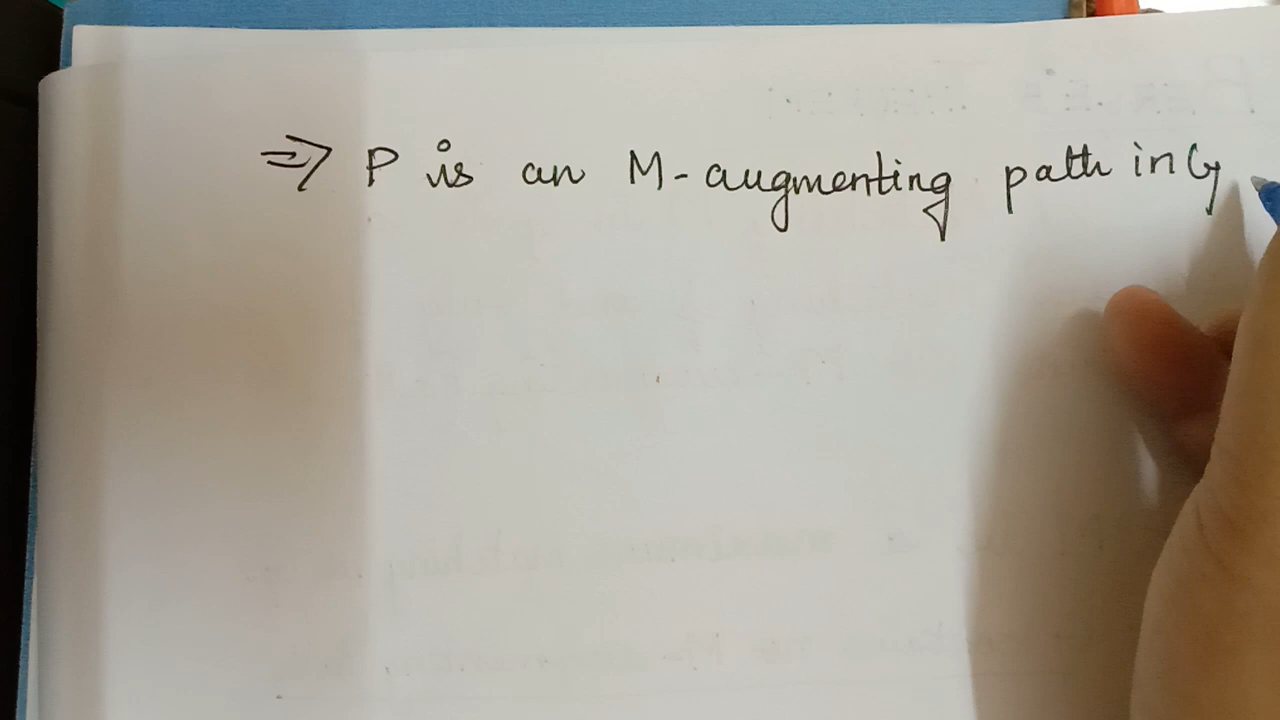 ⇒ P is an M-augmenting path in G